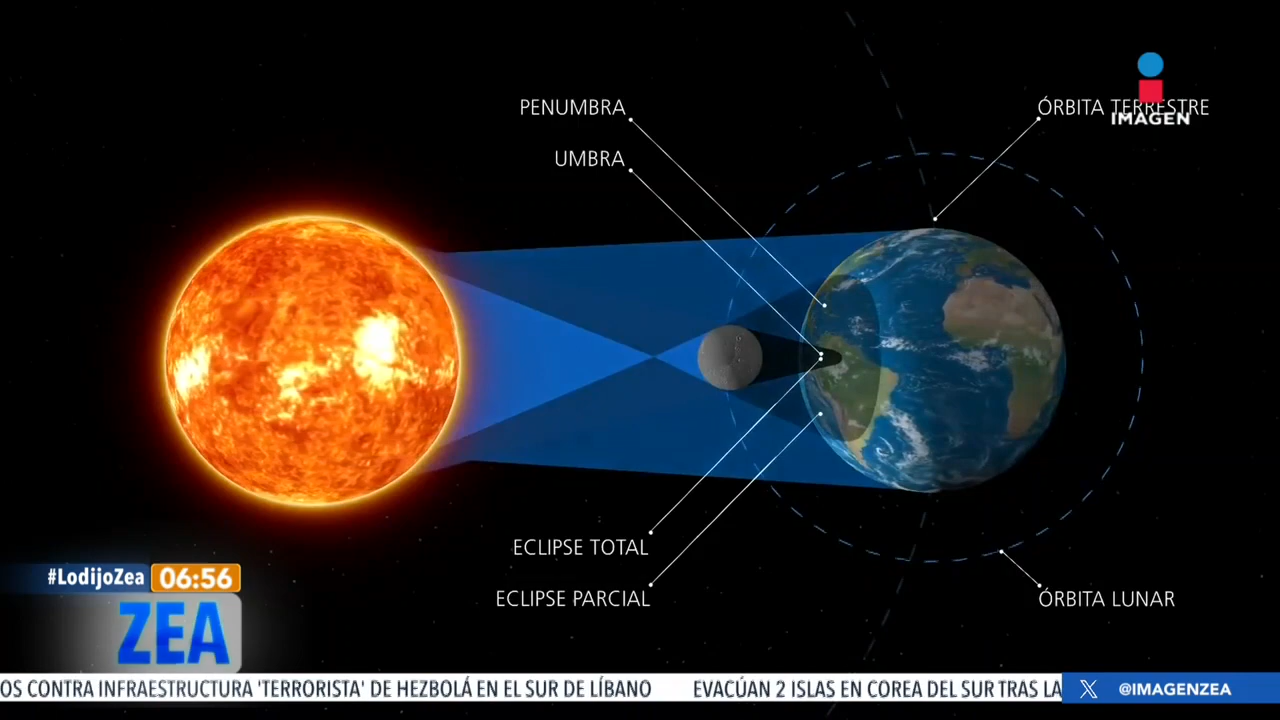 PENUMBRA
UMBRA
ÓRBITA TERRESTRE
IMAGEN
ECLIPSE TOTAL
ECLIPSE PARCIAL
ÓRBITA LUNAR
#LodijoZea 06:56
ZEA
OS CONTRA INFRAESTRUCTURA 'TERRORISTA' DE HEZBOLÁ EN EL SUR DE LÍBANO EVACÚAN 2 ISLAS EN COREA DEL SUR TRAS LA
X @IMAGENZEA